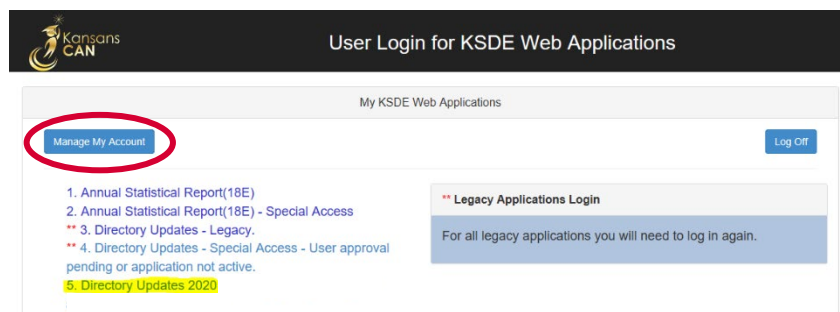 Kansans
CAN
User Login for KSDE Web Applications
My KSDE Web Applications
Manage My Account
Log Off
1. Annual Statistical Report(18E)
2. Annual Statistical Report(18E) - Special Access
** 3. Directory Updates - Legacy.
** 4. Directory Updates - Special Access - User approval
pending or application not active.
5. Directory Updates 2020
** Legacy Applications Login
For all legacy applications you will need to log in again.